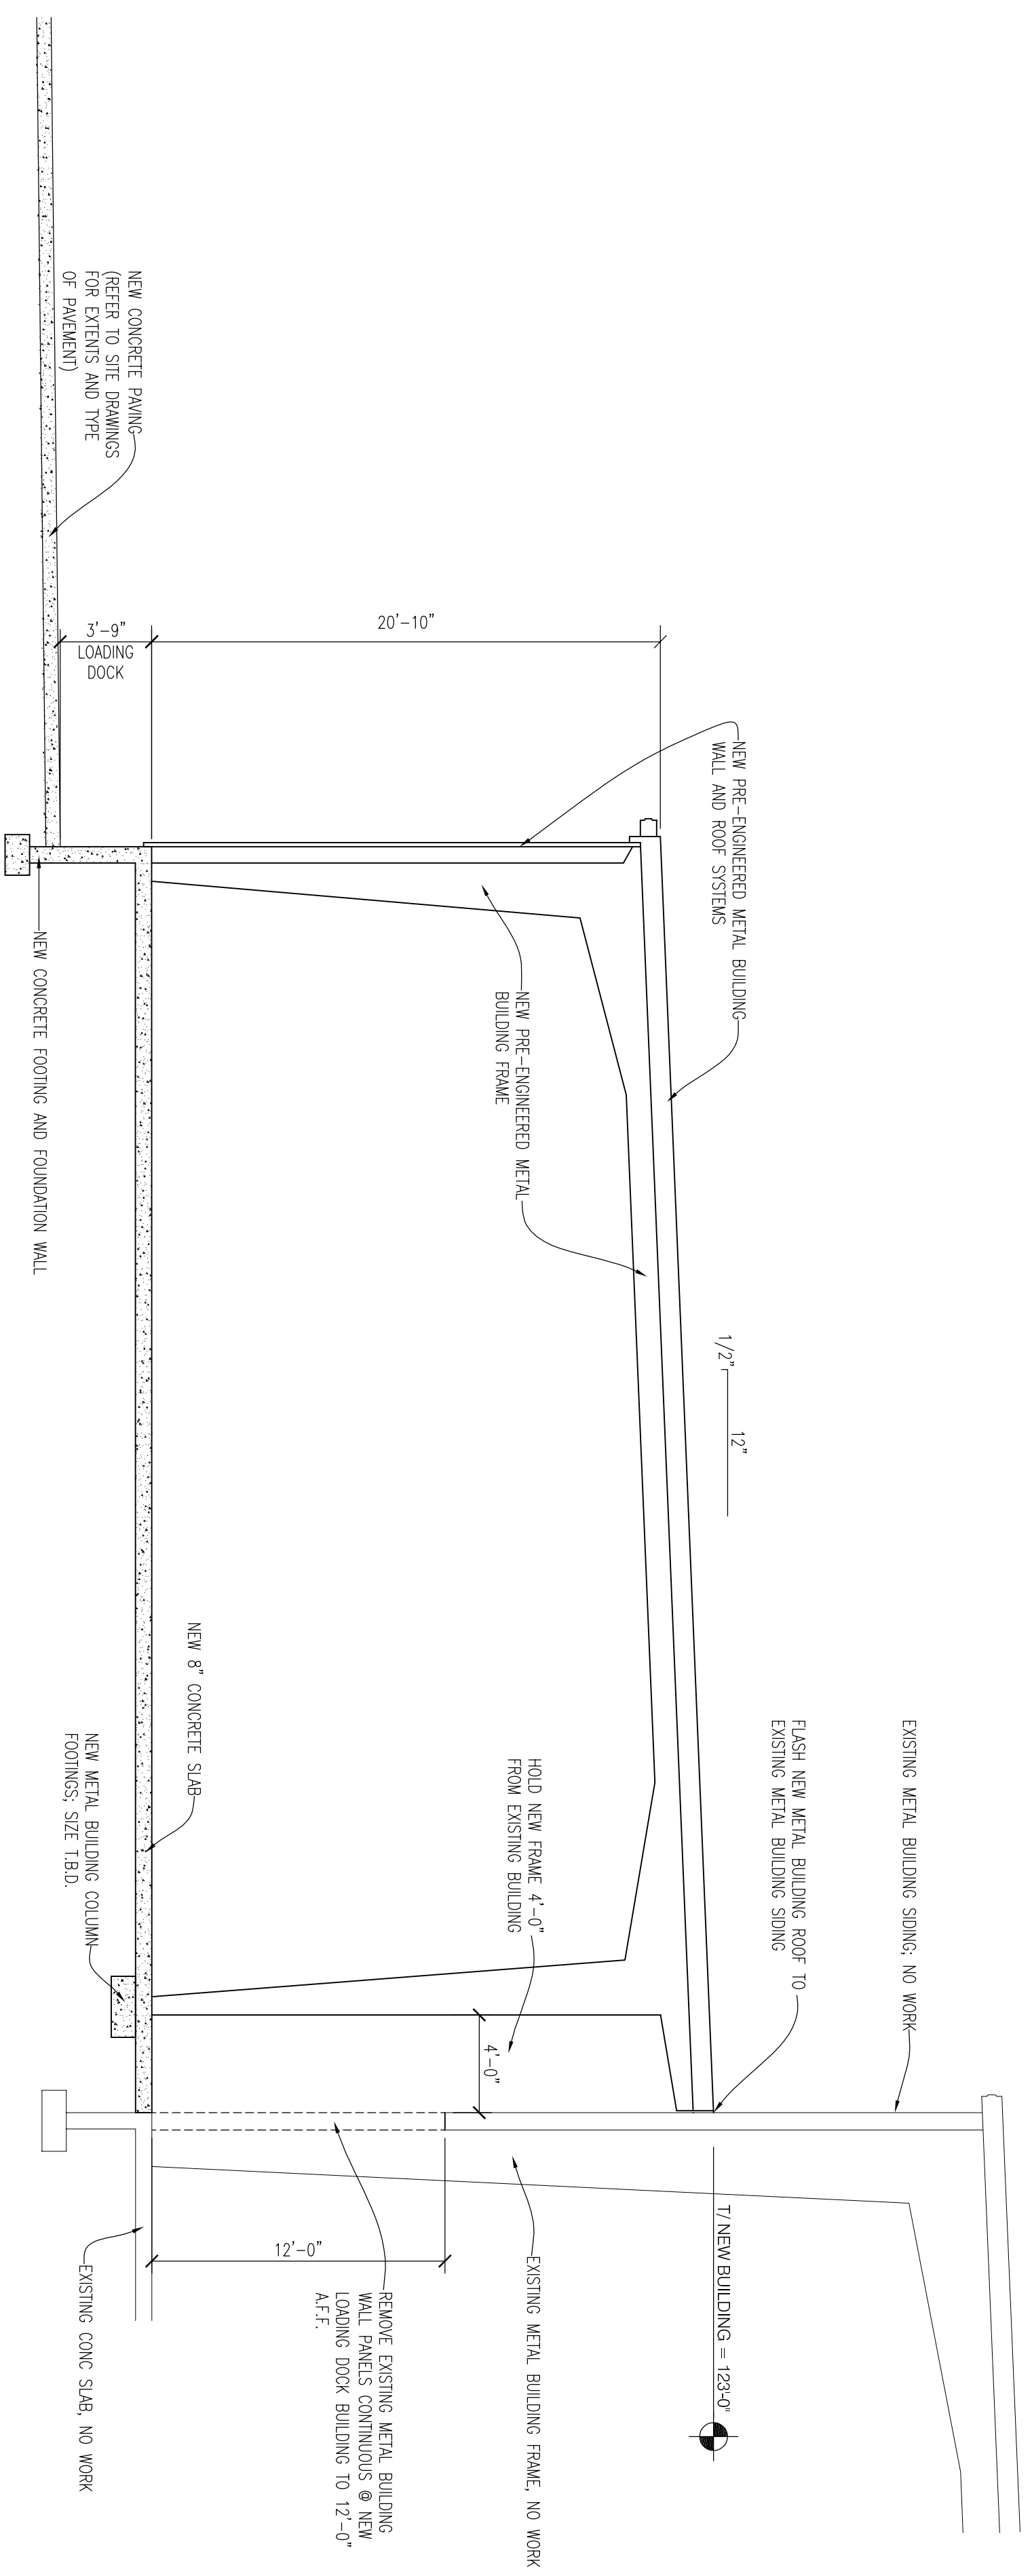 NEW CONCRETE PAVING
(REFER TO SITE DRAWINGS
FOR EXTENTS AND TYPE
OF PAVEMENT)
3'-9"
LOADING
DOCK
20'-10"
NEW PRE-ENGINEERED METAL BUILDING
WALL AND ROOF SYSTEMS
NEW PRE-ENGINEERED METAL
BUILDING FRAME
NEW CONCRETE FOOTING AND FOUNDATION WALL
1/2"
12"
NEW 8" CONCRETE SLAB
NEW METAL BUILDING COLUMN
FOOTINGS; SIZE T.B.D.
HOLD NEW FRAME 4'-0"
FROM EXISTING BUILDING
4'-0"
FLASH NEW METAL BUILDING ROOF TO
EXISTING METAL BUILDING SIDING
EXISTING METAL BUILDING SIDING; NO WORK
T/ NEW BUILDING = 123'-0"
12'-0"
EXISTING METAL BUILDING FRAME, NO WORK
REMOVE EXISTING METAL BUILDING
WALL PANELS CONTINUOUS @ NEW
LOADING DOCK BUILDING TO 12'-0"
A.F.F.
EXISTING CONC SLAB, NO WORK